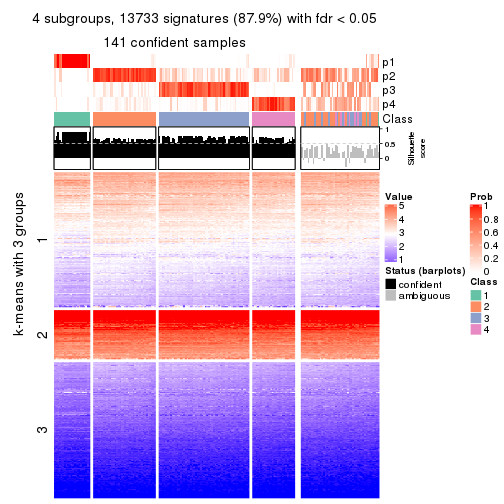 4 subgroups, 13733 signatures (87.9%) with fdr < 0.05
141 confident samples
p1
p2
p3
p4
Class
1
0.5
0
Silhouette
score
k-means with 3 groups
1
2
3
Value
5
4
3
2
1
Status (barplots)
confident
ambiguous
Prob
1
0.8
0.6
0.4
0.2
0
Class
1
2
3
4